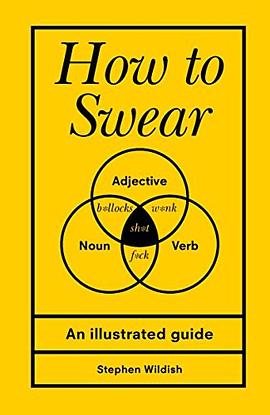 How to
Swear
Adjective
b*llocks w*nk
sh*t
Noun Verb
f*ck
An illustrated guide
Stephen Wildish